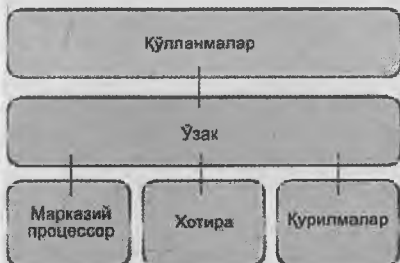 Қўлланмалар
Ўзак
Марказий
процессор
Хотира
Қурилмалар